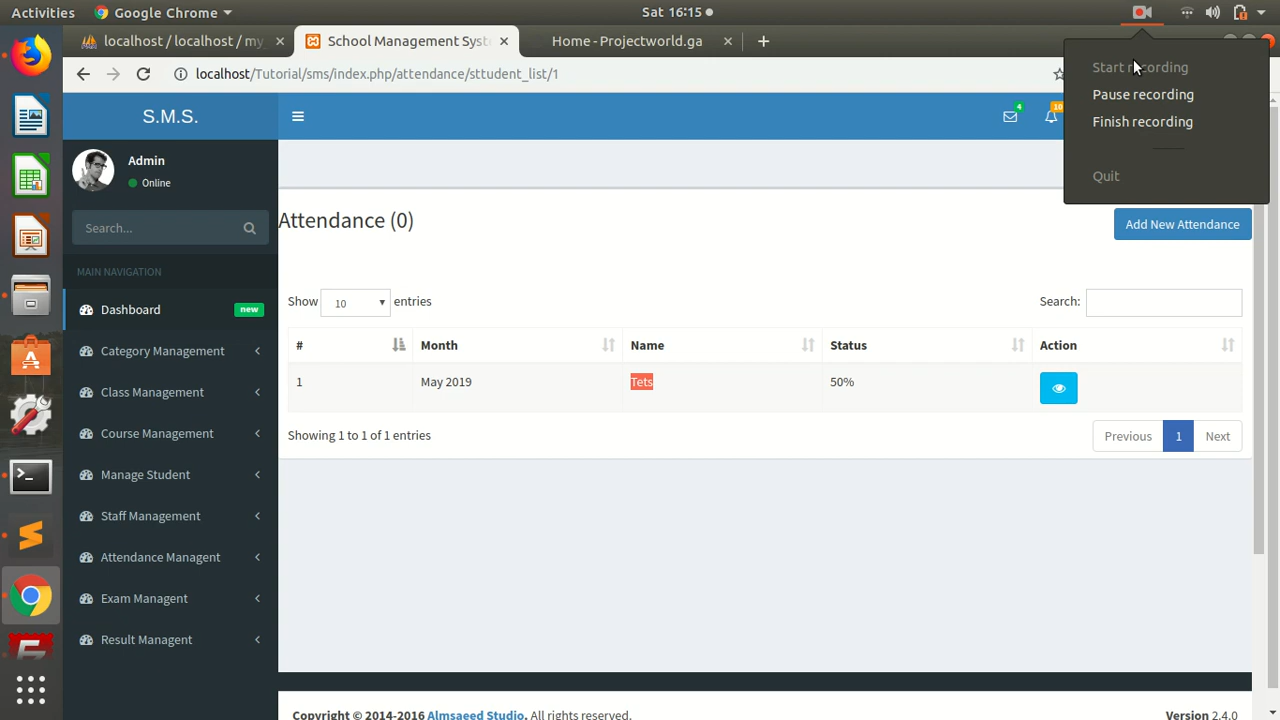 Activities Google Chrome Sat 16:15
localhost / localhost / my_ School Management Syste Home - Projectworld.ga
localhost/Tutorial/sms/index.php/attendance/sttudent_list/1
Start recording
Pause recording
Finish recording
Quit
S.M.S. 4 10
Admin
Online
Search...
MAIN NAVIGATION
Dashboard new
Category Management
Class Management
Course Management
Manage Student
Staff Management
Attendance Managent
Exam Managent
Result Managent
Attendance (0) Add New Attendance
Show 10 entries Search:
# Month Name Status Action
1 May 2019 Tets 50%
Showing 1 to 1 of 1 entries Previous 1 Next
Copyright © 2014-2016 Almsaeed Studio. All rights reserved. Version 2.4.0